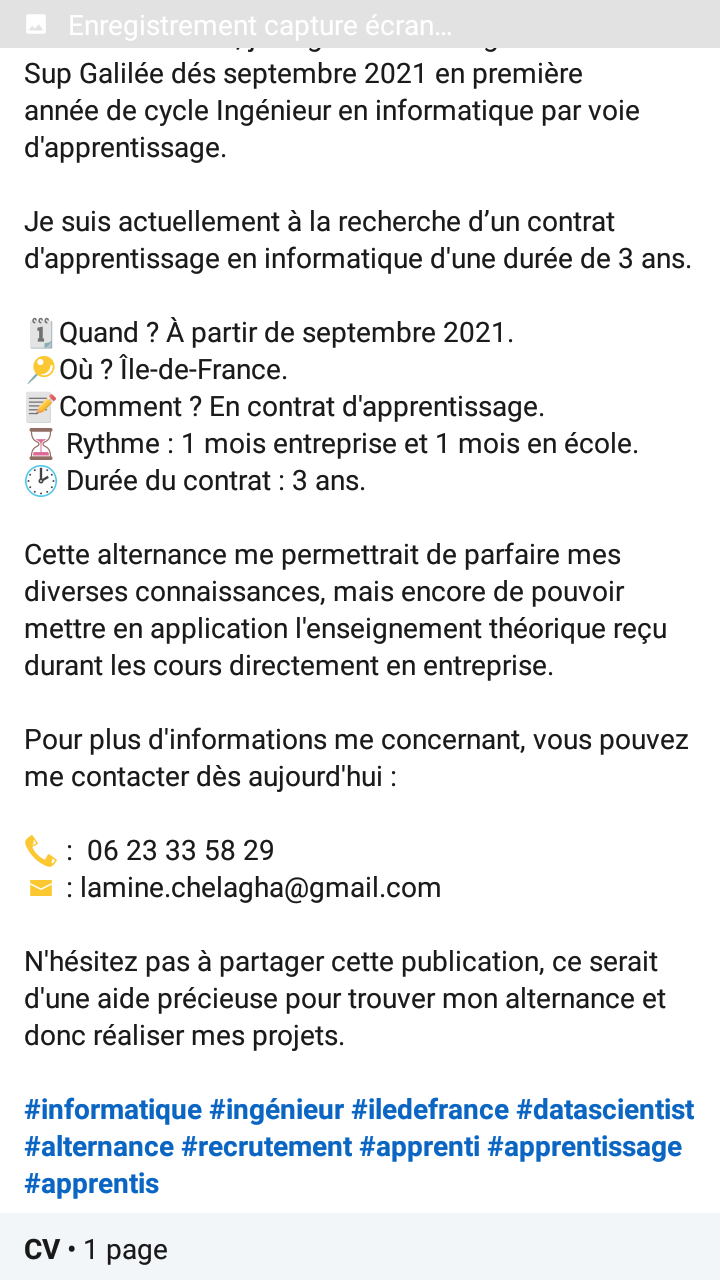 Enregistrement capture écran...
Sup Galilée dés septembre 2021 en première
année de cycle Ingénieur en informatique par voie
d'apprentissage.
Je suis actuellement à la recherche d’un contrat
d'apprentissage en informatique d'une durée de 3 ans.
Quand ? À partir de septembre 2021.
Où ? Île-de-France.
Comment ? En contrat d'apprentissage.
Rythme : 1 mois entreprise et 1 mois en école.
Durée du contrat : 3 ans.
Cette alternance me permettrait de parfaire mes
diverses connaissances, mais encore de pouvoir
mettre en application l'enseignement théorique reçu
durant les cours directement en entreprise.
Pour plus d'informations me concernant, vous pouvez
me contacter dès aujourd'hui :
: 06 23 33 58 29
: lamine.chelagha@gmail.com
N'hésitez pas à partager cette publication, ce serait
d'une aide précieuse pour trouver mon alternance et
donc réaliser mes projets.
#informatique #ingénieur #iledefrance #datascientist
#alternance #recrutement #apprenti #apprentissage
#apprentis
CV • 1 page